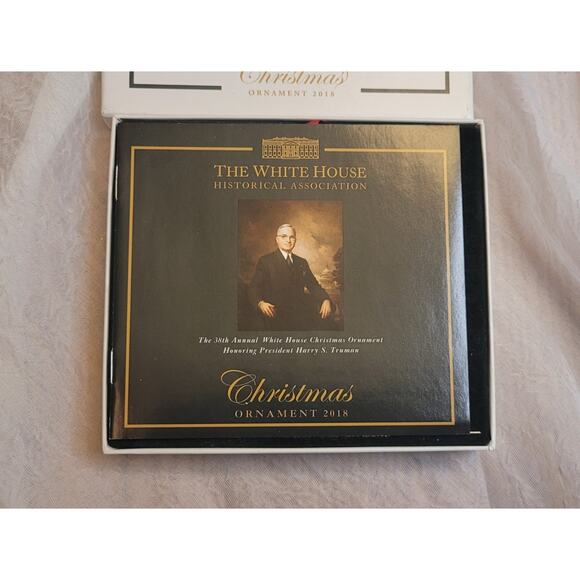 Christmas
ORNAMENT 2018
THE WHITE HOUSE
HISTORICAL ASSOCIATION
The 38th Annual White House Christmas Ornament
Honoring President Harry S. Truman
Christmas
ORNAMENT 2018